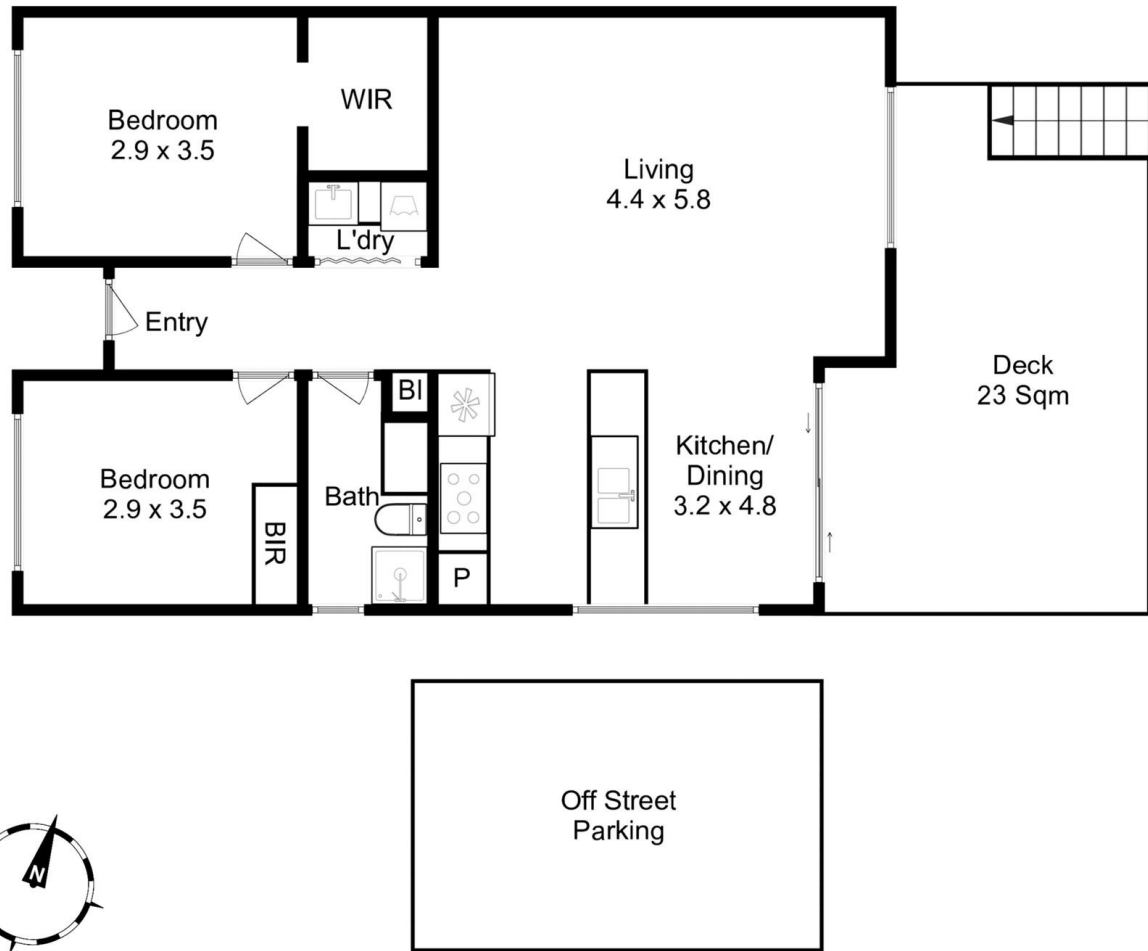 Bedroom
2.9 x 3.5
WIR
L'dry
Living
4.4 x 5.8
Entry
Deck
23 Sqm
Bedroom
2.9 x 3.5
BIR
Bath
BI
P
Kitchen/
Dining
3.2 x 4.8
Off Street
Parking
N